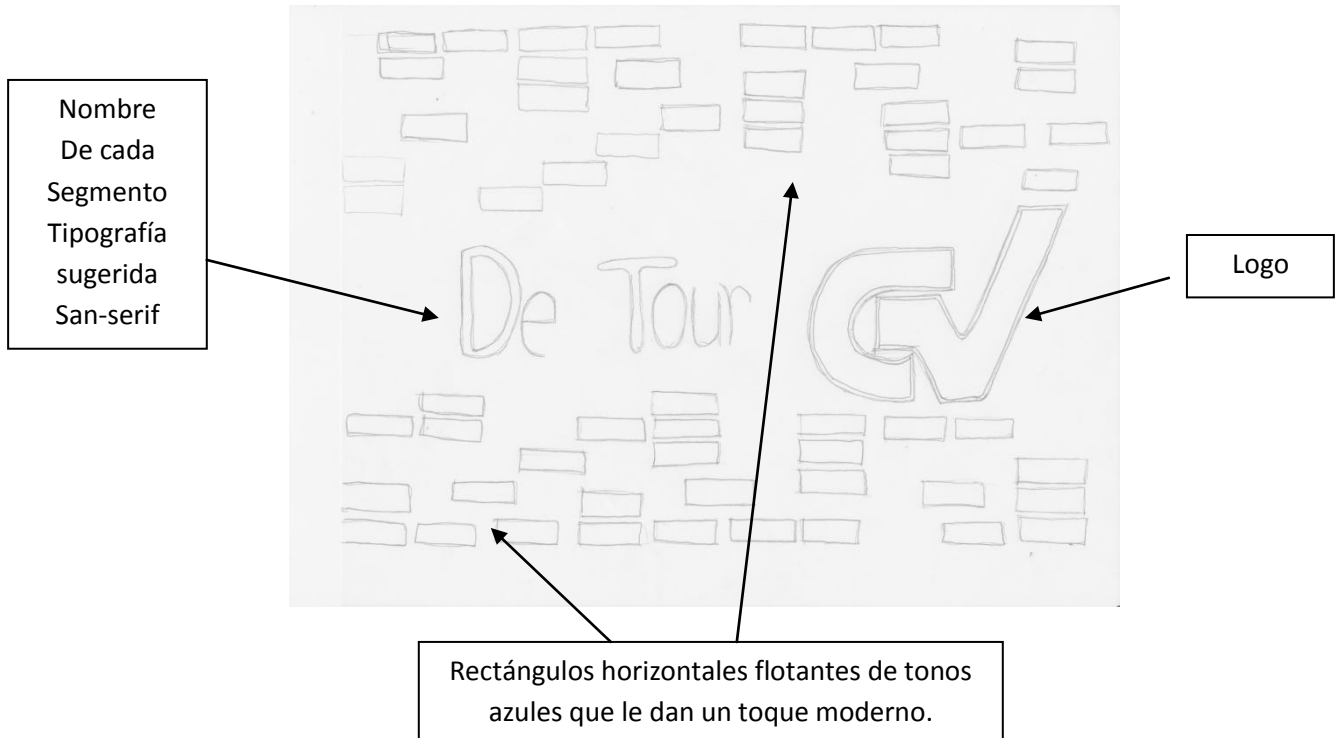 Nombre
De cada
Segmento
Tipografía
sugerida
San-serif
De Tour
CV
Logo
Rectángulos horizontales flotantes de tonos
azules que le dan un toque moderno.